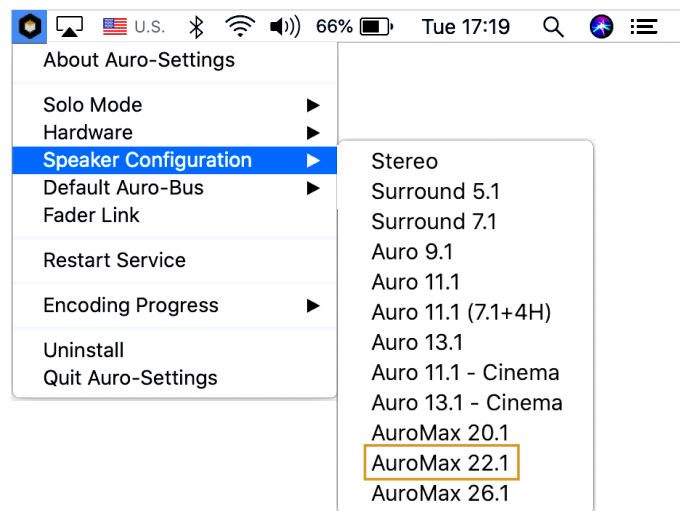 U.S. 66% Tue 17:19
About Auro-Settings
Solo Mode
Hardware
Speaker Configuration
Default Auro-Bus
Fader Link
Restart Service
Encoding Progress
Uninstall
Quit Auro-Settings
Stereo
Surround 5.1
Surround 7.1
Auro 9.1
Auro 11.1
Auro 11.1 (7.1+4H)
Auro 13.1
Auro 11.1 - Cinema
Auro 13.1 - Cinema
AuroMax 20.1
AuroMax 22.1
AuroMax 26.1